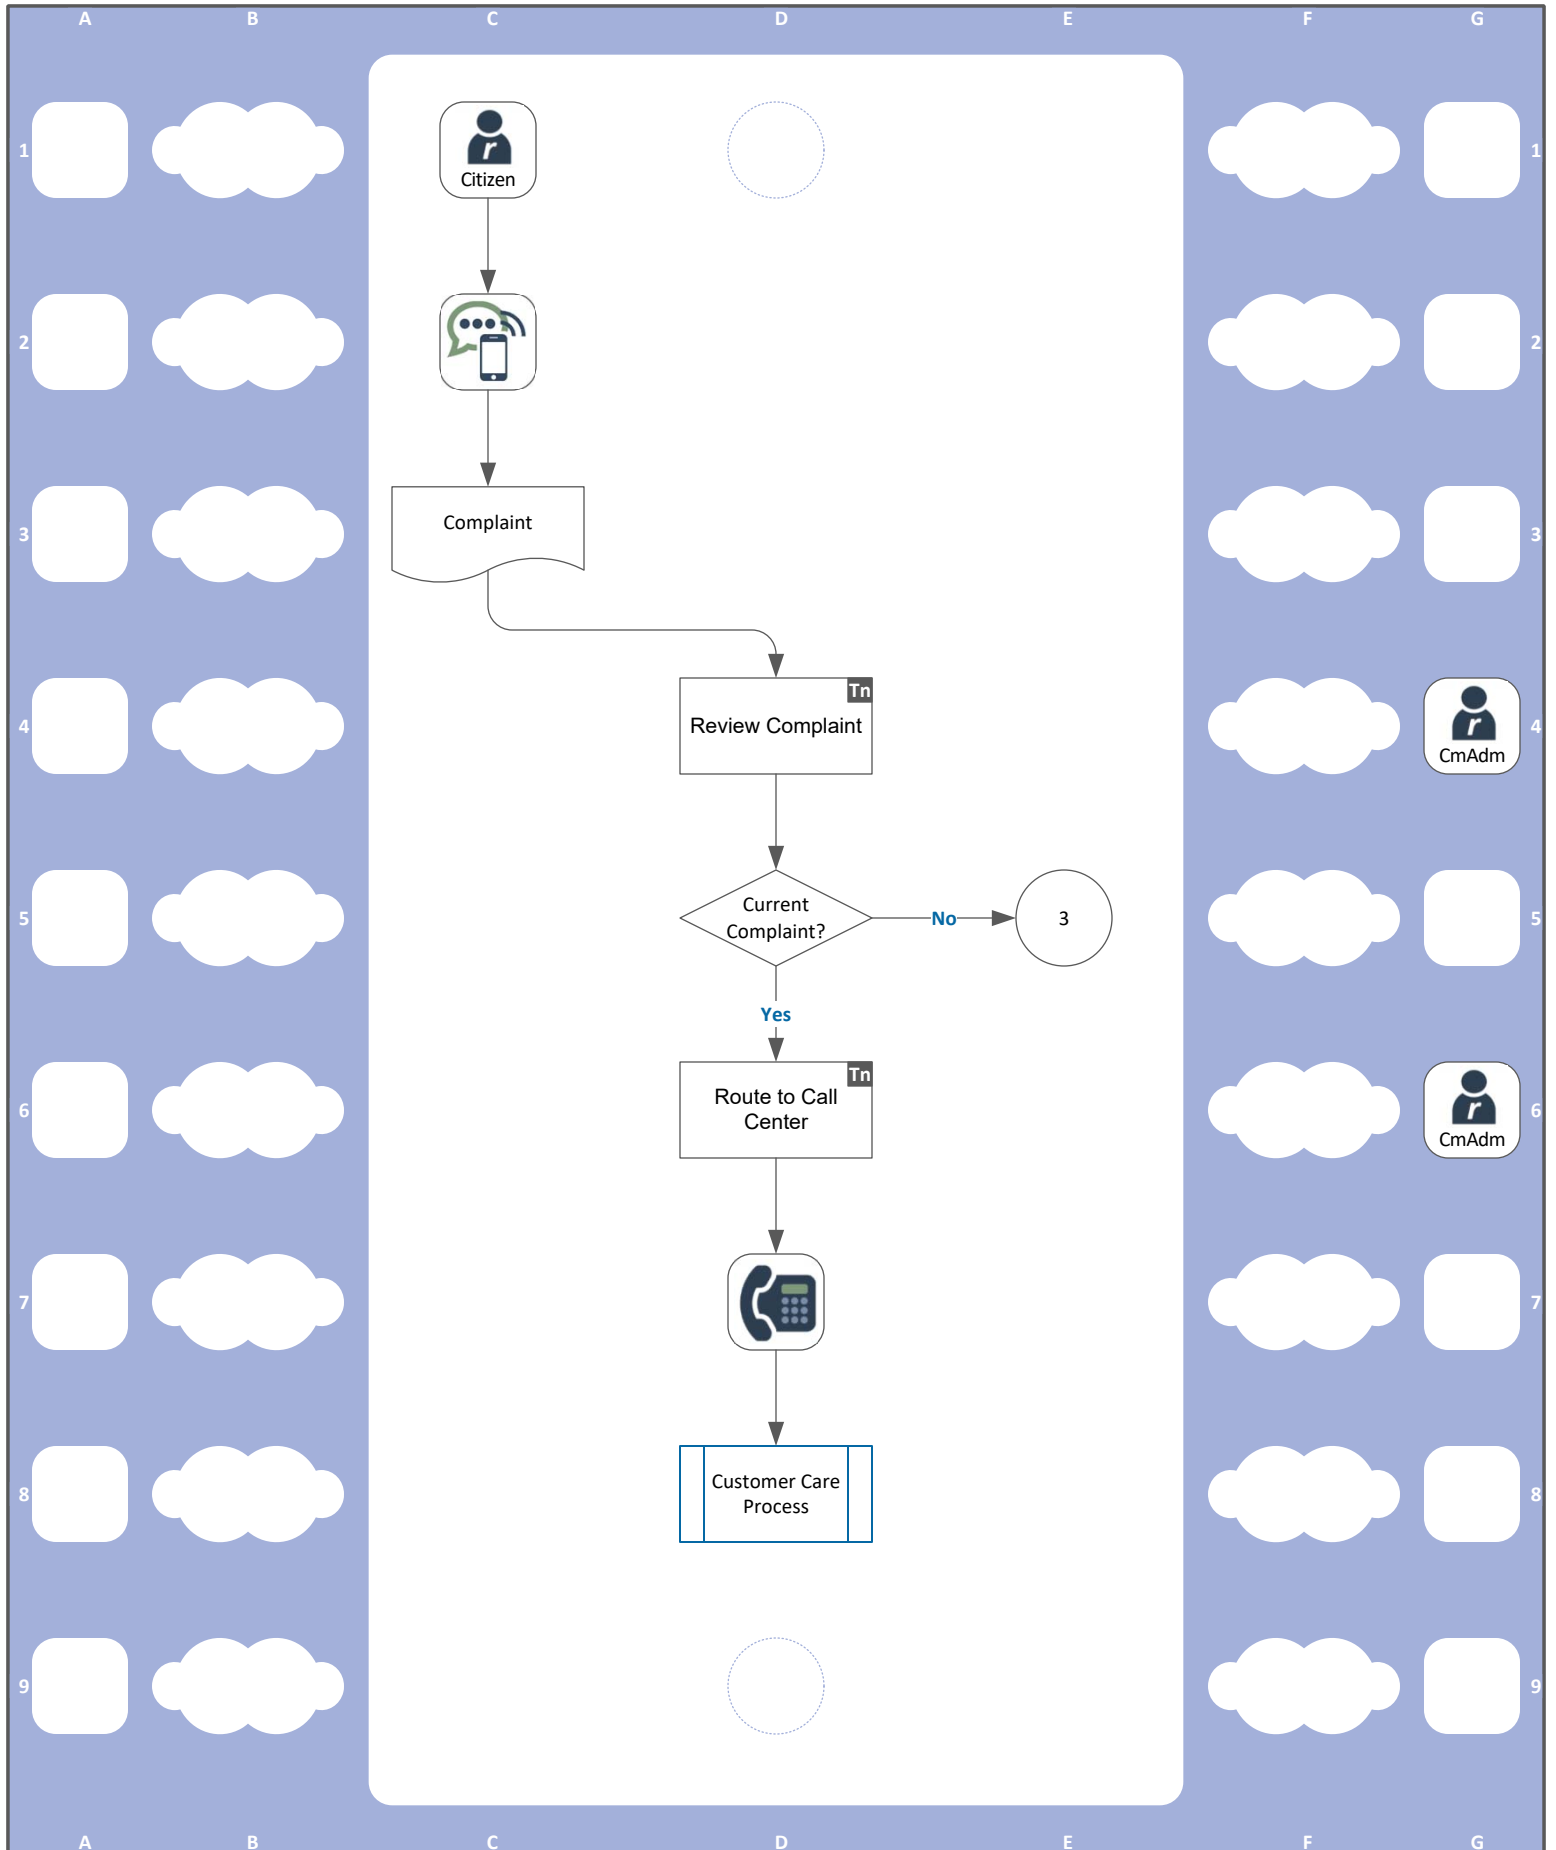 A B C D E F G
1 1
r
Citizen
2 2
3 3
Complaint
Tn
4 4
Review Complaint
r
CmAdm
Current
5 No 3 5
Complaint?
Yes
Tn
Route to Call
6 6
Center
r
CmAdm
7 7
Customer Care
8 8
Process
9 9
A B C D E F G